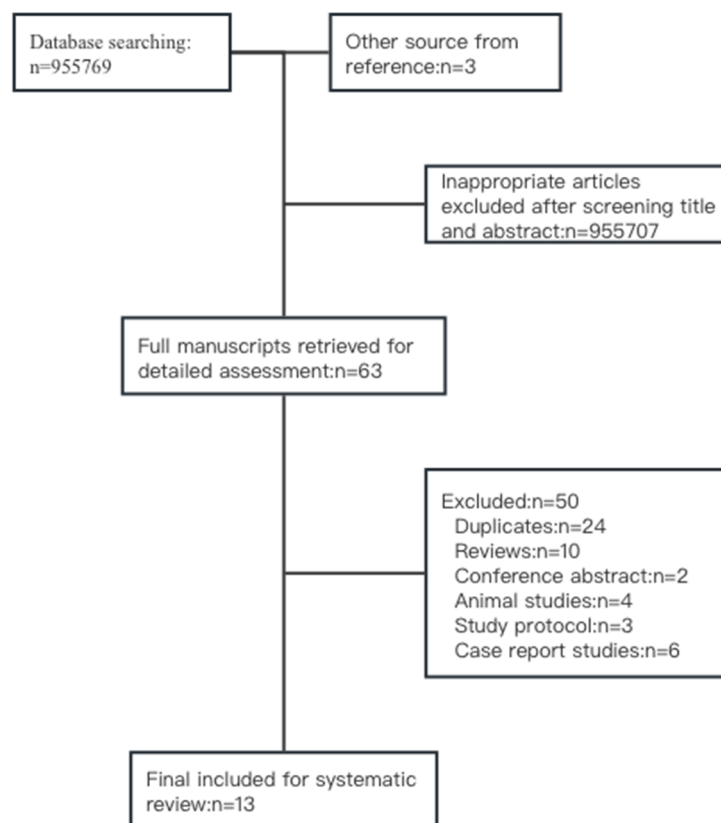 Database searching:
n=955769
Other source from
reference:n=3
Inappropriate articles
excluded after screening title
and abstract:n=955707
Full manuscripts retrieved for
detailed assessment:n=63
Excluded:n=50
Duplicates:n=24
Reviews:n=10
Conference abstract:n=2
Animal studies:n=4
Study protocol:n=3
Case report studies:n=6
Final included for systematic
review:n=13